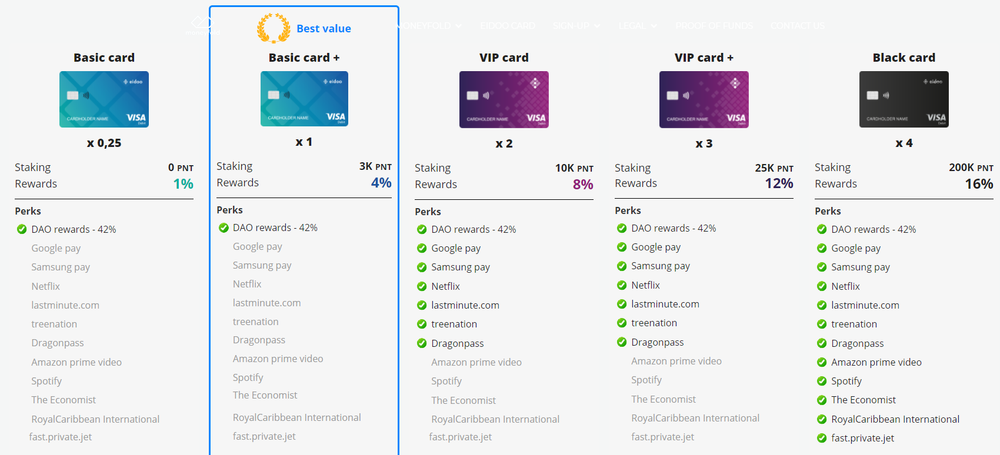 moneyfold
MONEYFOLD
EIDOO CARD
SIGN-UP
LEGAL
PROOF OF FUNDS
CONTACT US
Basic card
eidoo
CARDHOLDER NAME
VISA
Debit
x 0,25
Staking 0 PNT
Rewards 1%
Perks
DAO rewards - 42%
Google pay
Samsung pay
Netflix
lastminute.com
treenation
Dragonpass
Amazon prime video
Spotify
The Economist
RoyalCaribbean International
fast.private.jet
Best value
Basic card +
eidoo
CARDHOLDER NAME
VISA
Debit
x 1
Staking 3K PNT
Rewards 4%
Perks
DAO rewards - 42%
Google pay
Samsung pay
Netflix
lastminute.com
treenation
Dragonpass
Amazon prime video
Spotify
The Economist
RoyalCaribbean International
fast.private.jet
VIP card
CARDHOLDER NAME
VISA
Debit
x 2
Staking 10K PNT
Rewards 8%
Perks
DAO rewards - 42%
Google pay
Samsung pay
Netflix
lastminute.com
treenation
Dragonpass
Amazon prime video
Spotify
The Economist
RoyalCaribbean International
fast.private.jet
VIP card +
CARDHOLDER NAME
VISA
Debit
x 3
Staking 25K PNT
Rewards 12%
Perks
DAO rewards - 42%
Google pay
Samsung pay
Netflix
lastminute.com
treenation
Dragonpass
Amazon prime video
Spotify
The Economist
RoyalCaribbean International
fast.private.jet
Black card
eidoo
CARDHOLDER NAME
VISA
Debit
x 4
Staking 200K PNT
Rewards 16%
Perks
DAO rewards - 42%
Google pay
Samsung pay
Netflix
lastminute.com
treenation
Dragonpass
Amazon prime video
Spotify
The Economist
RoyalCaribbean International
fast.private.jet